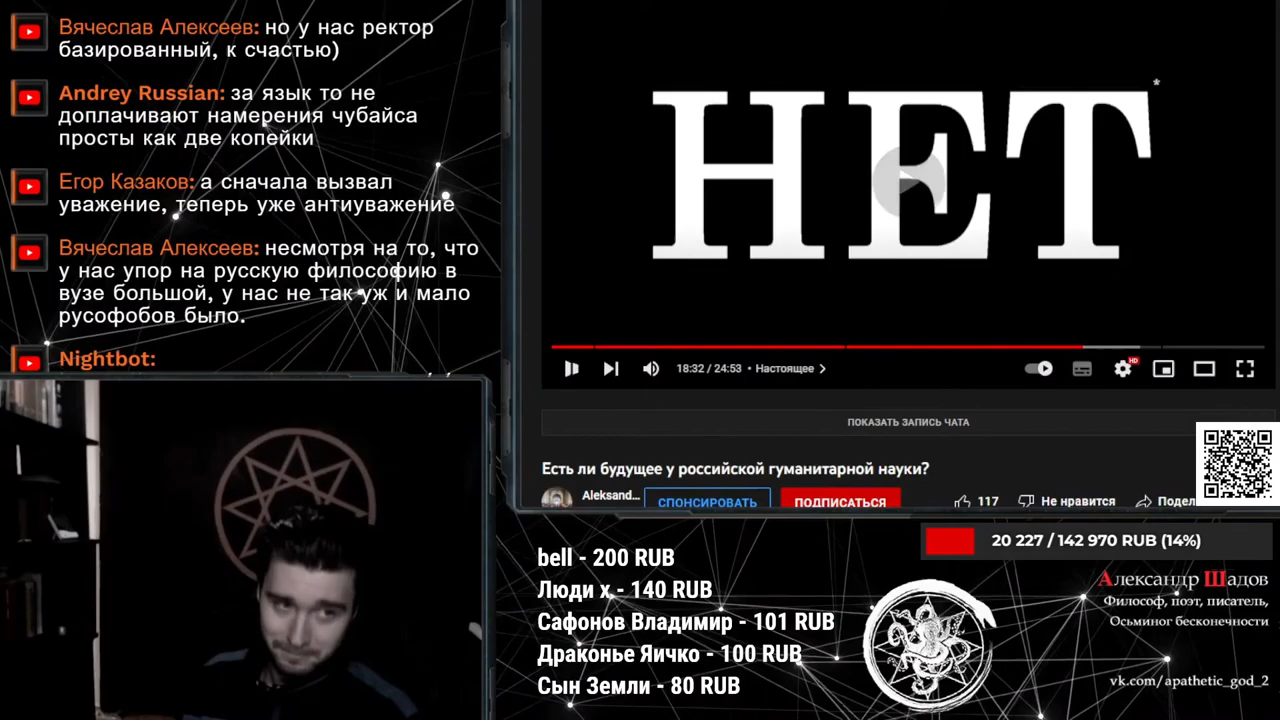 Вячеслав Алексеев: но у нас ректор
базированный, к счастью)
Andrey Russian: за язык то не
доплачивают намерения чубайса
просты как две копейки
Егор Казаков: а сначала вызвал
уважение, теперь уже антиуважение
Вячеслав Алексеев: несмотря на то, что
у нас упор на русскую философию в
вузе большой, у нас не так уж и мало
русофобов было.
Nightbot:
НЕТ*
18:32 / 24:53 • Настоящее
HD
ПОКАЗАТЬ ЗАПИСЬ ЧАТА
Есть ли будущее у российской гуманитарной науки?
Aleksand...
СПОНСИРОВАТЬ
ПОДПИСАТЬСЯ
117
Не нравится
Подел
20 227 / 142 970 RUB (14%)
bell - 200 RUB
Люди х - 140 RUB
Сафонов Владимир - 101 RUB
Драконье Яичко - 100 RUB
Сын Земли - 80 RUB
Александр Шадов
Философ, поэт, писатель,
Осьминог бесконечности
vk.com/apathetic_god_2